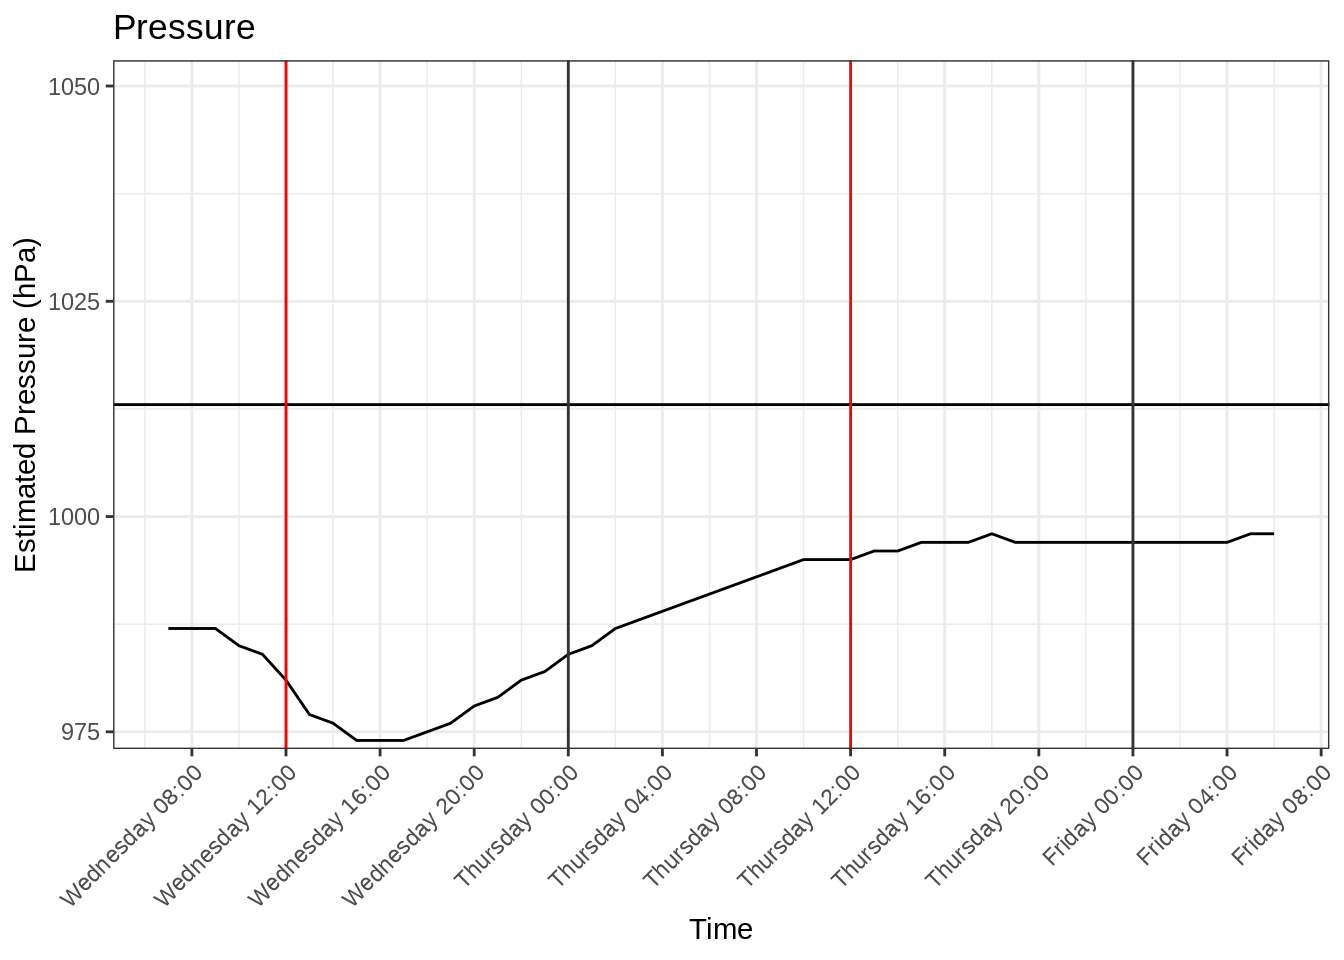 Pressure
Estimated Pressure (hPa)
1050
1025
1000
975
Wednesday 08:00
Wednesday 12:00
Wednesday 16:00
Wednesday 20:00
Thursday 00:00
Thursday 04:00
Thursday 08:00
Thursday 12:00
Thursday 16:00
Thursday 20:00
Friday 00:00
Friday 04:00
Friday 08:00
Time